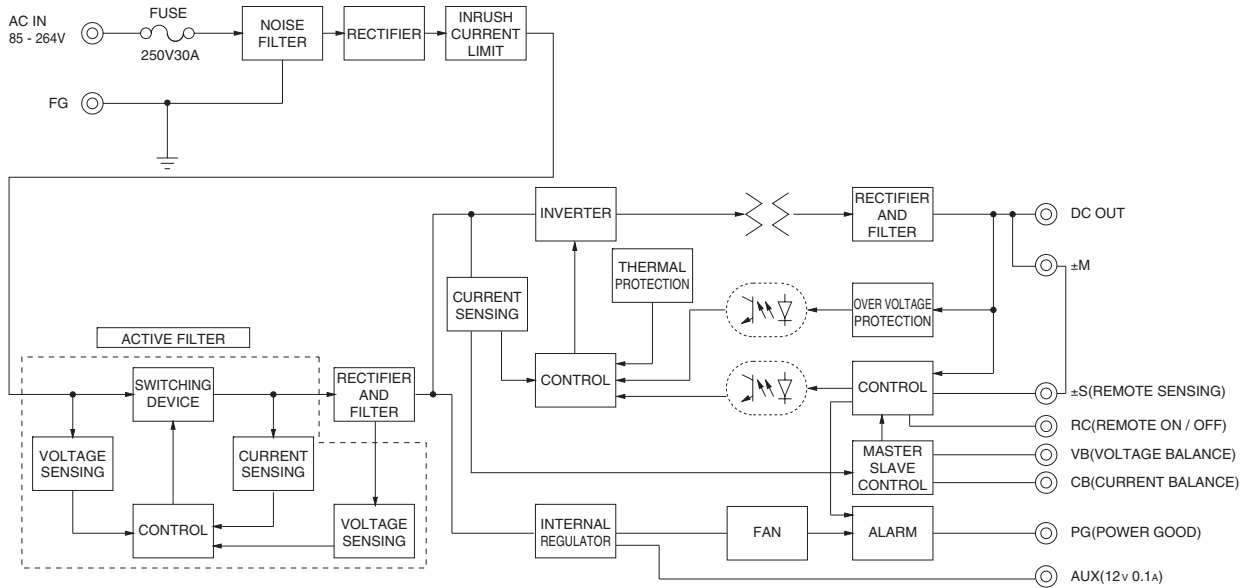 AC IN
85 - 264V
FUSE
250V30A
NOISE
FILTER
RECTIFIER
INRUSH
CURRENT
LIMIT
FG
INVERTER
RECTIFIER
AND
FILTER
DC OUT
THERMAL
PROTECTION
±M
CURRENT
SENSING
OVER VOLTAGE
PROTECTION
ACTIVE FILTER
SWITCHING
DEVICE
RECTIFIER
AND
FILTER
CONTROL
CONTROL
±S(REMOTE SENSING)
RC(REMOTE ON / OFF)
VOLTAGE
SENSING
CURRENT
SENSING
MASTER
SLAVE
CONTROL
VB(VOLTAGE BALANCE)
CB(CURRENT BALANCE)
CONTROL
VOLTAGE
SENSING
INTERNAL
REGULATOR
FAN
ALARM
PG(POWER GOOD)
AUX(12V 0.1A)